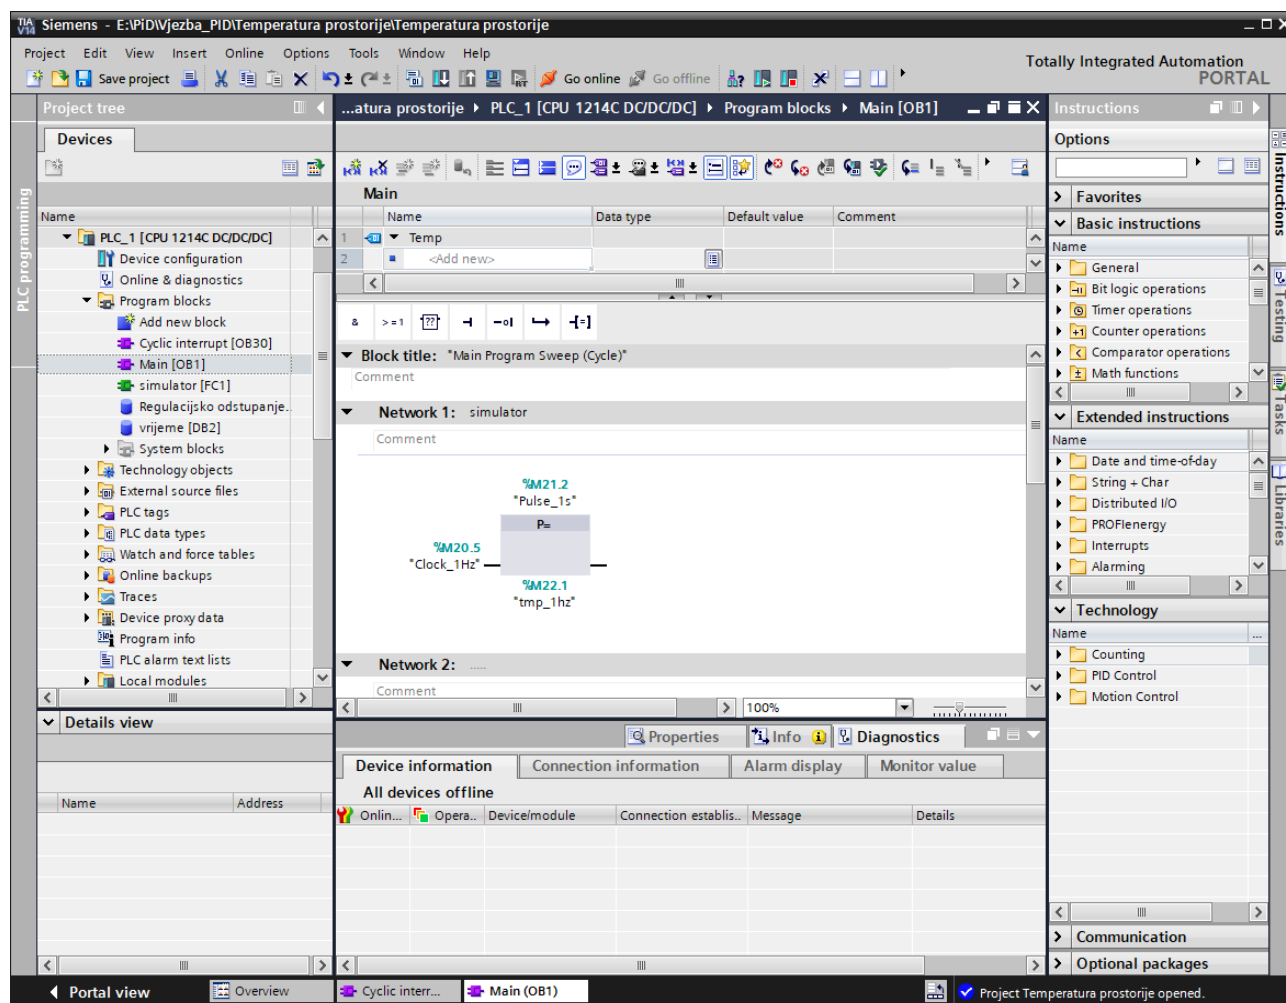 TIA V14 Siemens - E:\PiD\Vjezba_PID\Temperatura prostorije\Temperatura prostorije
Project Edit View Insert Online Options Tools Window Help
Totally Integrated Automation
PORTAL
Save project Go online Go offline
Project tree
...atura prostorije PLC_1 [CPU 1214C DC/DC/DC] Program blocks Main [OB1]
Instructions
Devices
Options
PLC programming
Name
PLC_1 [CPU 1214C DC/DC/DC]
Device configuration
Online & diagnostics
Program blocks
Add new block
Cyclic interrupt [OB30]
Main [OB1]
simulator [FC1]
Regulacijsko odstupanje..
vrijeme [DB2]
System blocks
Technology objects
External source files
PLC tags
PLC data types
Watch and force tables
Online backups
Traces
Device proxy data
Program info
PLC alarm text lists
Local modules
Details view
Name Address
Main
Name Data type Default value Comment
1 Temp
2 <Add new>
& >=1 ??
Block title: "Main Program Sweep (Cycle)"
Comment
Network 1: simulator
Comment
%M21.2
"Pulse_1s"
P=
%M20.5
"Clock_1Hz"
%M22.1
"tmp_1hz"
Network 2: .....
Comment
100%
Properties Info Diagnostics
Device information Connection information Alarm display Monitor value
All devices offline
Onlin... Opera.. Device/module Connection establis.. Message Details
Favorites
Basic instructions
Name
General
Bit logic operations
Timer operations
Counter operations
Comparator operations
Math functions
Extended instructions
Name
Date and time-of-day
String + Char
Distributed I/O
PROFIenergy
Interrupts
Alarming
Technology
Name ...
Counting
PID Control
Motion Control
Communication
Optional packages
Instructions
Testing
Tasks
Libraries
Portal view Overview Cyclic interr... Main (OB1) Project Temperatura prostorije opened.